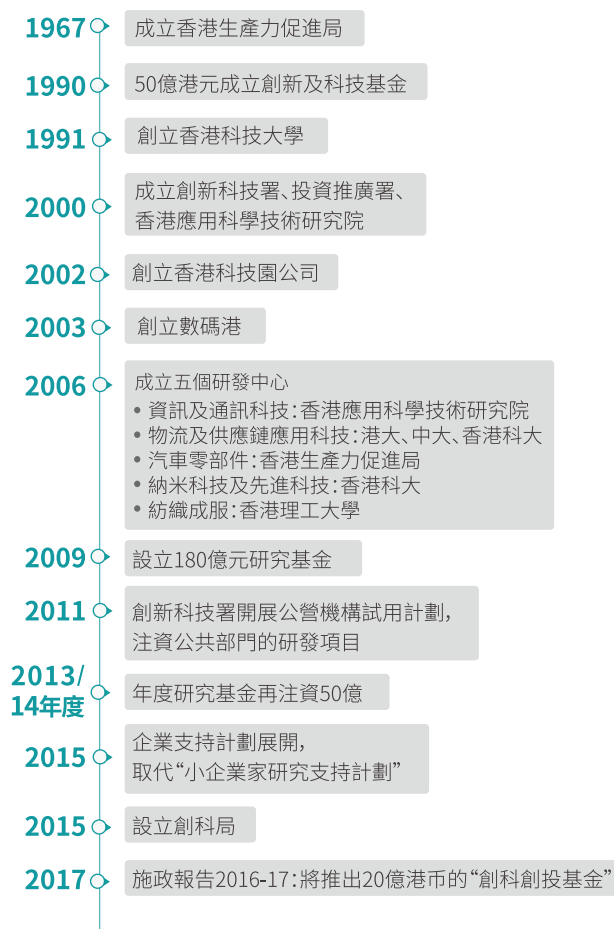 1967
成立香港生產力促進局
1990
50億港元成立創新及科技基金
1991
創立香港科技大學
2000
成立創新科技署、投資推廣署、
香港應用科學技術研究院
2002
創立香港科技園公司
2003
創立數碼港
2006
成立五個研發中心
• 資訊及通訊科技：香港應用科學技術研究院
• 物流及供應鏈應用科技：港大、中大、香港科大
• 汽車零部件：香港生產力促進局
• 納米科技及先進科技：香港科大
• 紡織成服：香港理工大學
2009
設立180億元研究基金
2011
創新科技署開展公營機構試用計劃，
注資公共部門的研發項目
2013/
14年度
年度研究基金再注資50億
2015
企業支持計劃展開，
取代“小企業家研究支持計劃”
2015
設立創科局
2017
施政報告2016-17：將推出20億港币的“創科創投基金”